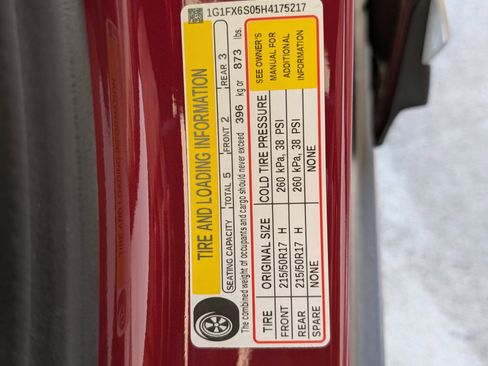 1G1FX6S05H4175217
TIRE AND LOADING INFORMATION
SEATING CAPACITY TOTAL 5 FRONT 2 REAR 3
The combined weight of occupants and cargo should never exceed 396 kg or 873 lbs.
TIRE ORIGINAL SIZE COLD TIRE PRESSURE
FRONT 215/50R17 H 260 kPa, 38 PSI
REAR 215/50R17 H 260 kPa, 38 PSI
SPARE NONE NONE
SEE OWNER'S
MANUAL FOR
ADDITIONAL
INFORMATION